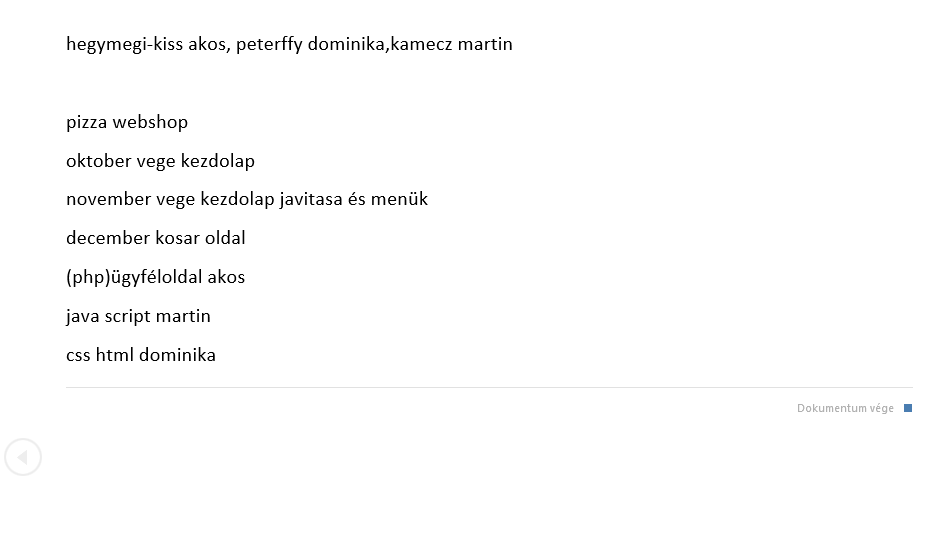 hegymegi-kiss akos, peterffy dominika,kamecz martin
pizza webshop
oktober vege kezdolap
november vege kezdolap javitasa és menük
december kosar oldal
(php)ügyféloldal akos
java script martin
css html dominika
Dokumentum vége